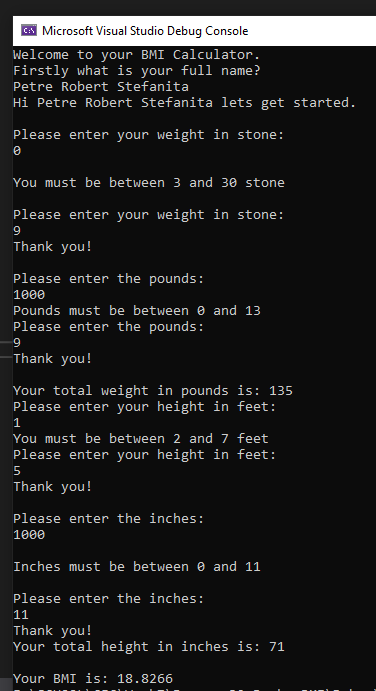 Microsoft Visual Studio Debug Console
Welcome to your BMI Calculator.
Firstly what is your full name?
Petre Robert Stefanita
Hi Petre Robert Stefanita lets get started.
Please enter your weight in stone:
0
You must be between 3 and 30 stone
Please enter your weight in stone:
9
Thank you!
Please enter the pounds:
1000
Pounds must be between 0 and 13
Please enter the pounds:
9
Thank you!
Your total weight in pounds is: 135
Please enter your height in feet:
1
You must be between 2 and 7 feet
Please enter your height in feet:
5
Thank you!
Please enter the inches:
1000
Inches must be between 0 and 11
Please enter the inches:
11
Thank you!
Your total height in inches is: 71
Your BMI is: 18.8266